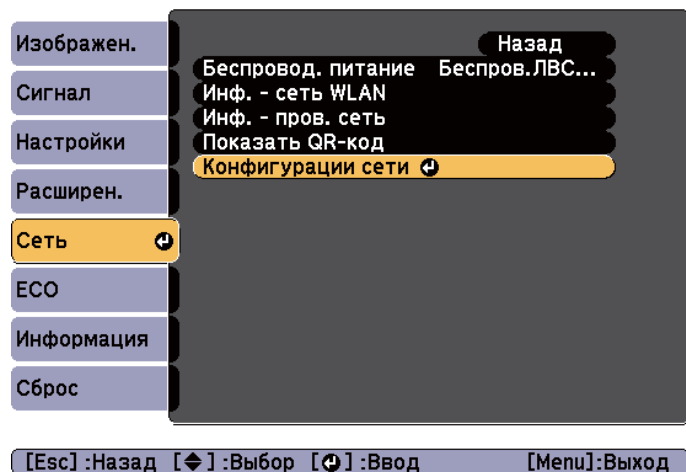 Изображен.
Сигнал
Настройки
Расширен.
Сеть
ECO
Информация
Сброс
Назад
Беспровод. питание Беспров.ЛВС...
Инф. - сеть WLAN
Инф. - пров. сеть
Показать QR-код
Конфигурации сети
[Esc] :Назад [◆] :Выбор [⏎] :Ввод [Menu]:Выход